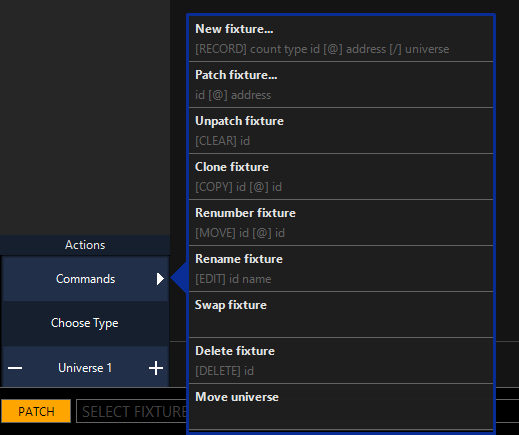 New fixture...
[RECORD] count type id [@] address [/] universe
Patch fixture...
id [@] address
Unpatch fixture
[CLEAR] id
Clone fixture
[COPY] id [@] id
Renumber fixture
[MOVE] id [@] id
Rename fixture
[EDIT] id name
Swap fixture
Delete fixture
[DELETE] id
Move universe
Actions
Commands
Choose Type
Universe 1
PATCH
SELECT FIXTURE